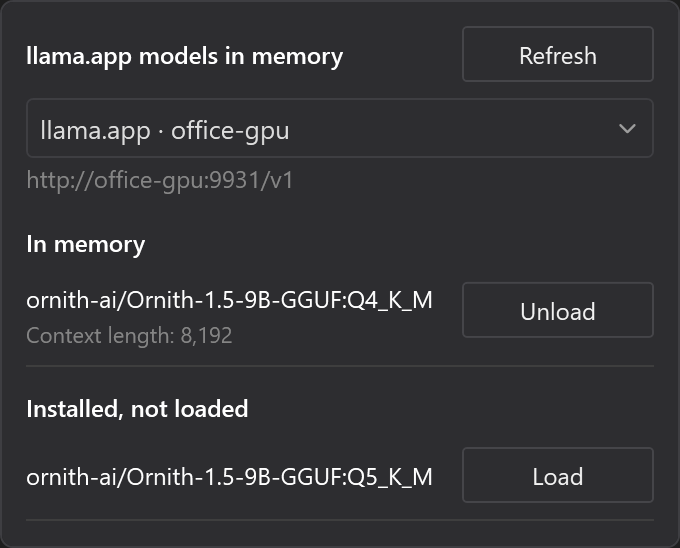 llama.app models in memory
Refresh
llama.app · office-gpu
http://office-gpu:9931/v1
In memory
ornith-ai/Ornith-1.5-9B-GGUF:Q4_K_M
Unload
Context length: 8,192
Installed, not loaded
ornith-ai/Ornith-1.5-9B-GGUF:Q5_K_M
Load